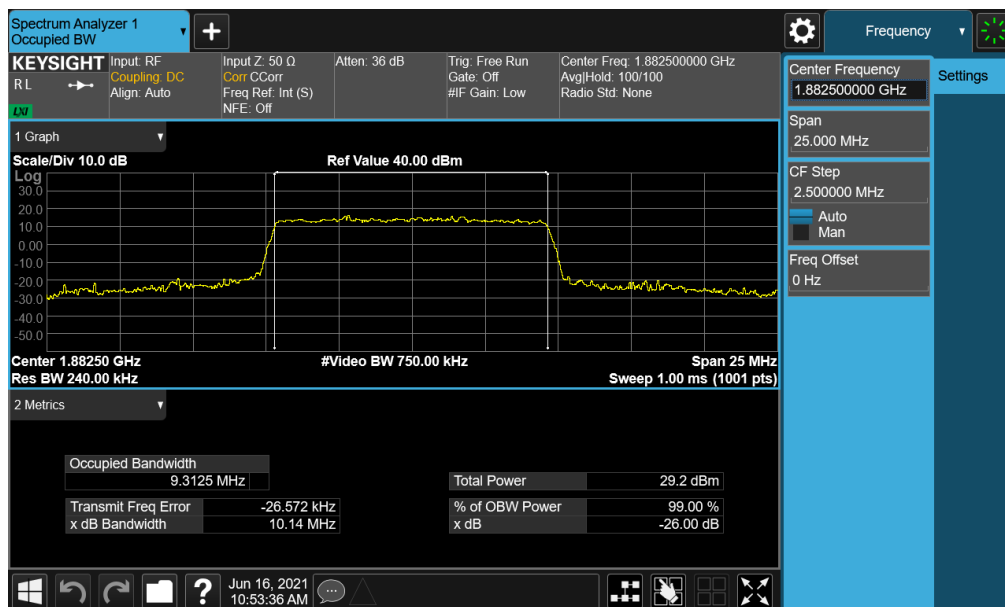 Spectrum Analyzer 1
Occupied BW
+
Frequency
KEYSIGHT
R L
LXI
Input: RF
Coupling: DC
Align: Auto
Input Z: 50 Ω
Corr CCorr
Freq Ref: Int (S)
NFE: Off
Atten: 36 dB
Trig: Free Run
Gate: Off
#IF Gain: Low
Center Freq: 1.882500000 GHz
Avg|Hold: 100/100
Radio Std: None
Center Frequency
1.882500000 GHz
Settings
Span
25.000 MHz
CF Step
2.500000 MHz
Auto
Man
Freq Offset
0 Hz
1 Graph
Scale/Div 10.0 dB
Ref Value 40.00 dBm
Log
30.0
20.0
10.0
0.00
-10.0
-20.0
-30.0
-40.0
-50.0
Center 1.88250 GHz
#Video BW 750.00 kHz
Span 25 MHz
Res BW 240.00 kHz
Sweep 1.00 ms (1001 pts)
2 Metrics
Occupied Bandwidth
9.3125 MHz
Total Power 29.2 dBm
Transmit Freq Error -26.572 kHz
% of OBW Power 99.00 %
x dB Bandwidth 10.14 MHz
x dB -26.00 dB
?
Jun 16, 2021
10:53:36 AM